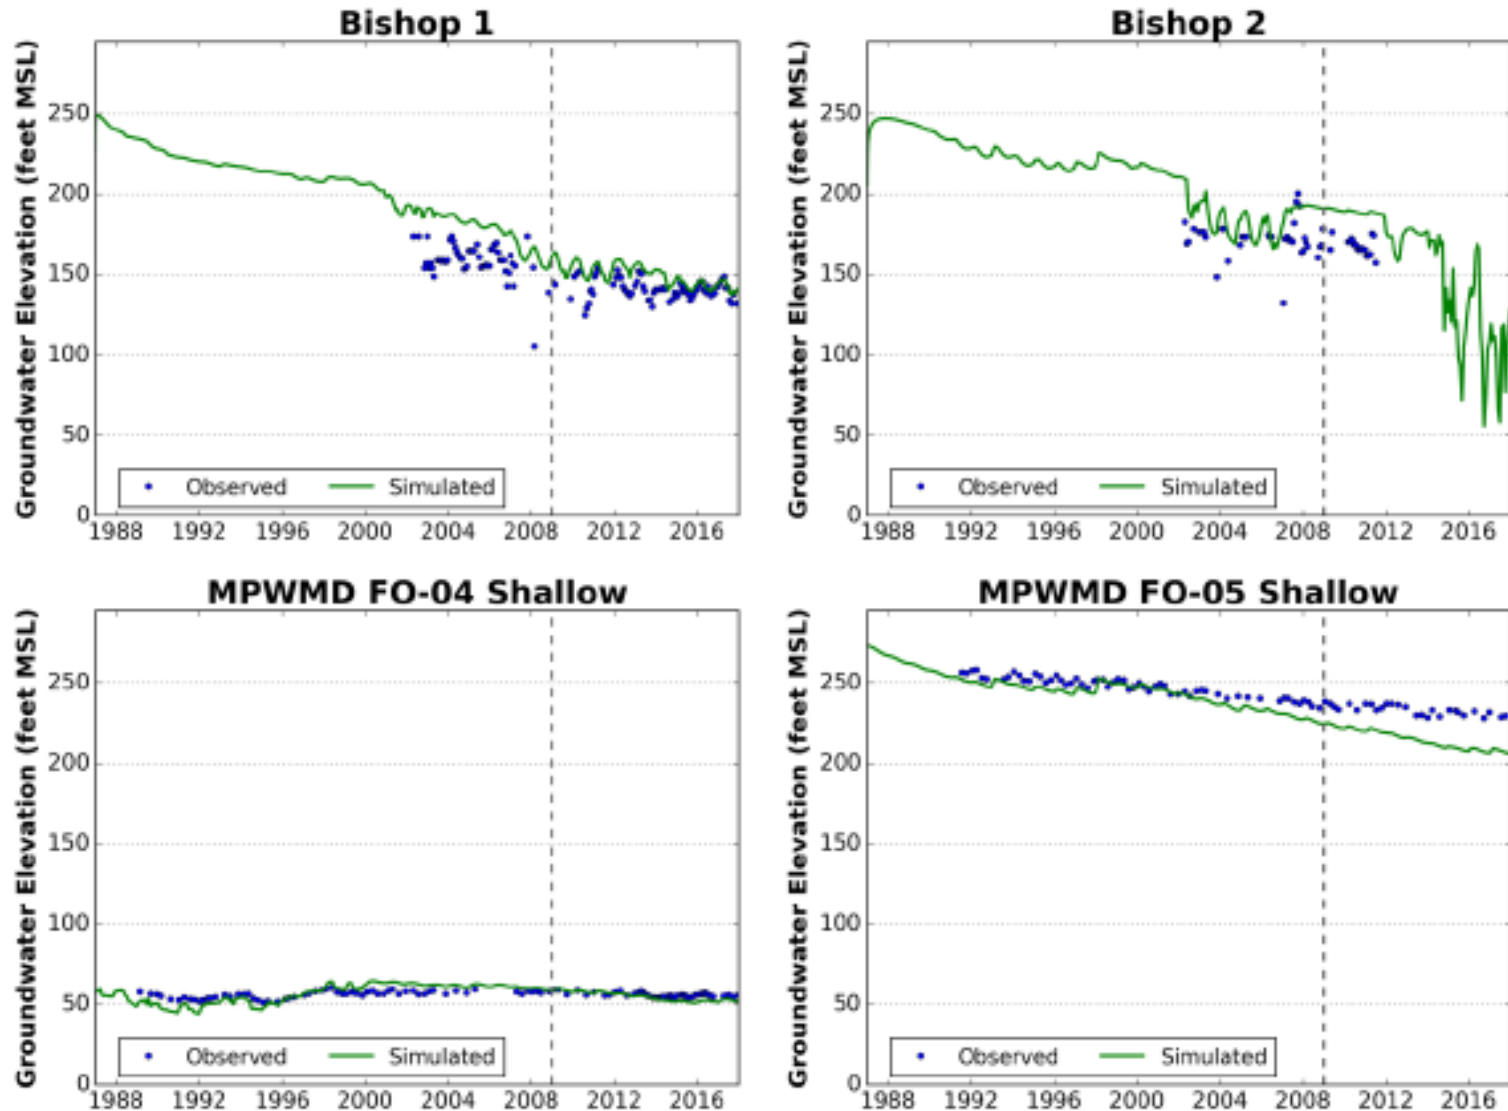 Bishop 1
Groundwater Elevation (feet MSL)
250
200
150
100
50
0
Observed
Simulated
1988 1992 1996 2000 2004 2008 2012 2016
Bishop 2
Groundwater Elevation (feet MSL)
250
200
150
100
50
0
Observed
Simulated
1988 1992 1996 2000 2004 2008 2012 2016
MPWMD FO-04 Shallow
Groundwater Elevation (feet MSL)
250
200
150
100
50
0
Observed
Simulated
1988 1992 1996 2000 2004 2008 2012 2016
MPWMD FO-05 Shallow
Groundwater Elevation (feet MSL)
250
200
150
100
50
0
Observed
Simulated
1988 1992 1996 2000 2004 2008 2012 2016